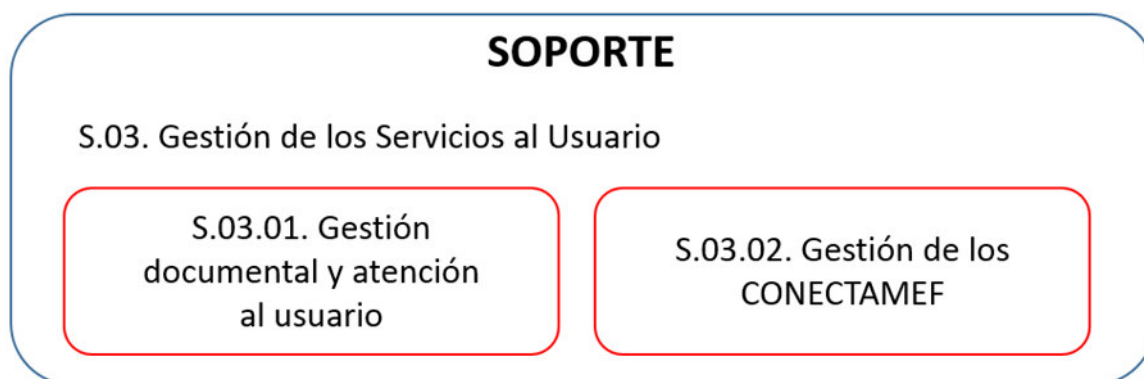 SOPORTE
S.03. Gestión de los Servicios al Usuario
S.03.01. Gestión
documental y atención
al usuario
S.03.02. Gestión de los
CONECTAMEF